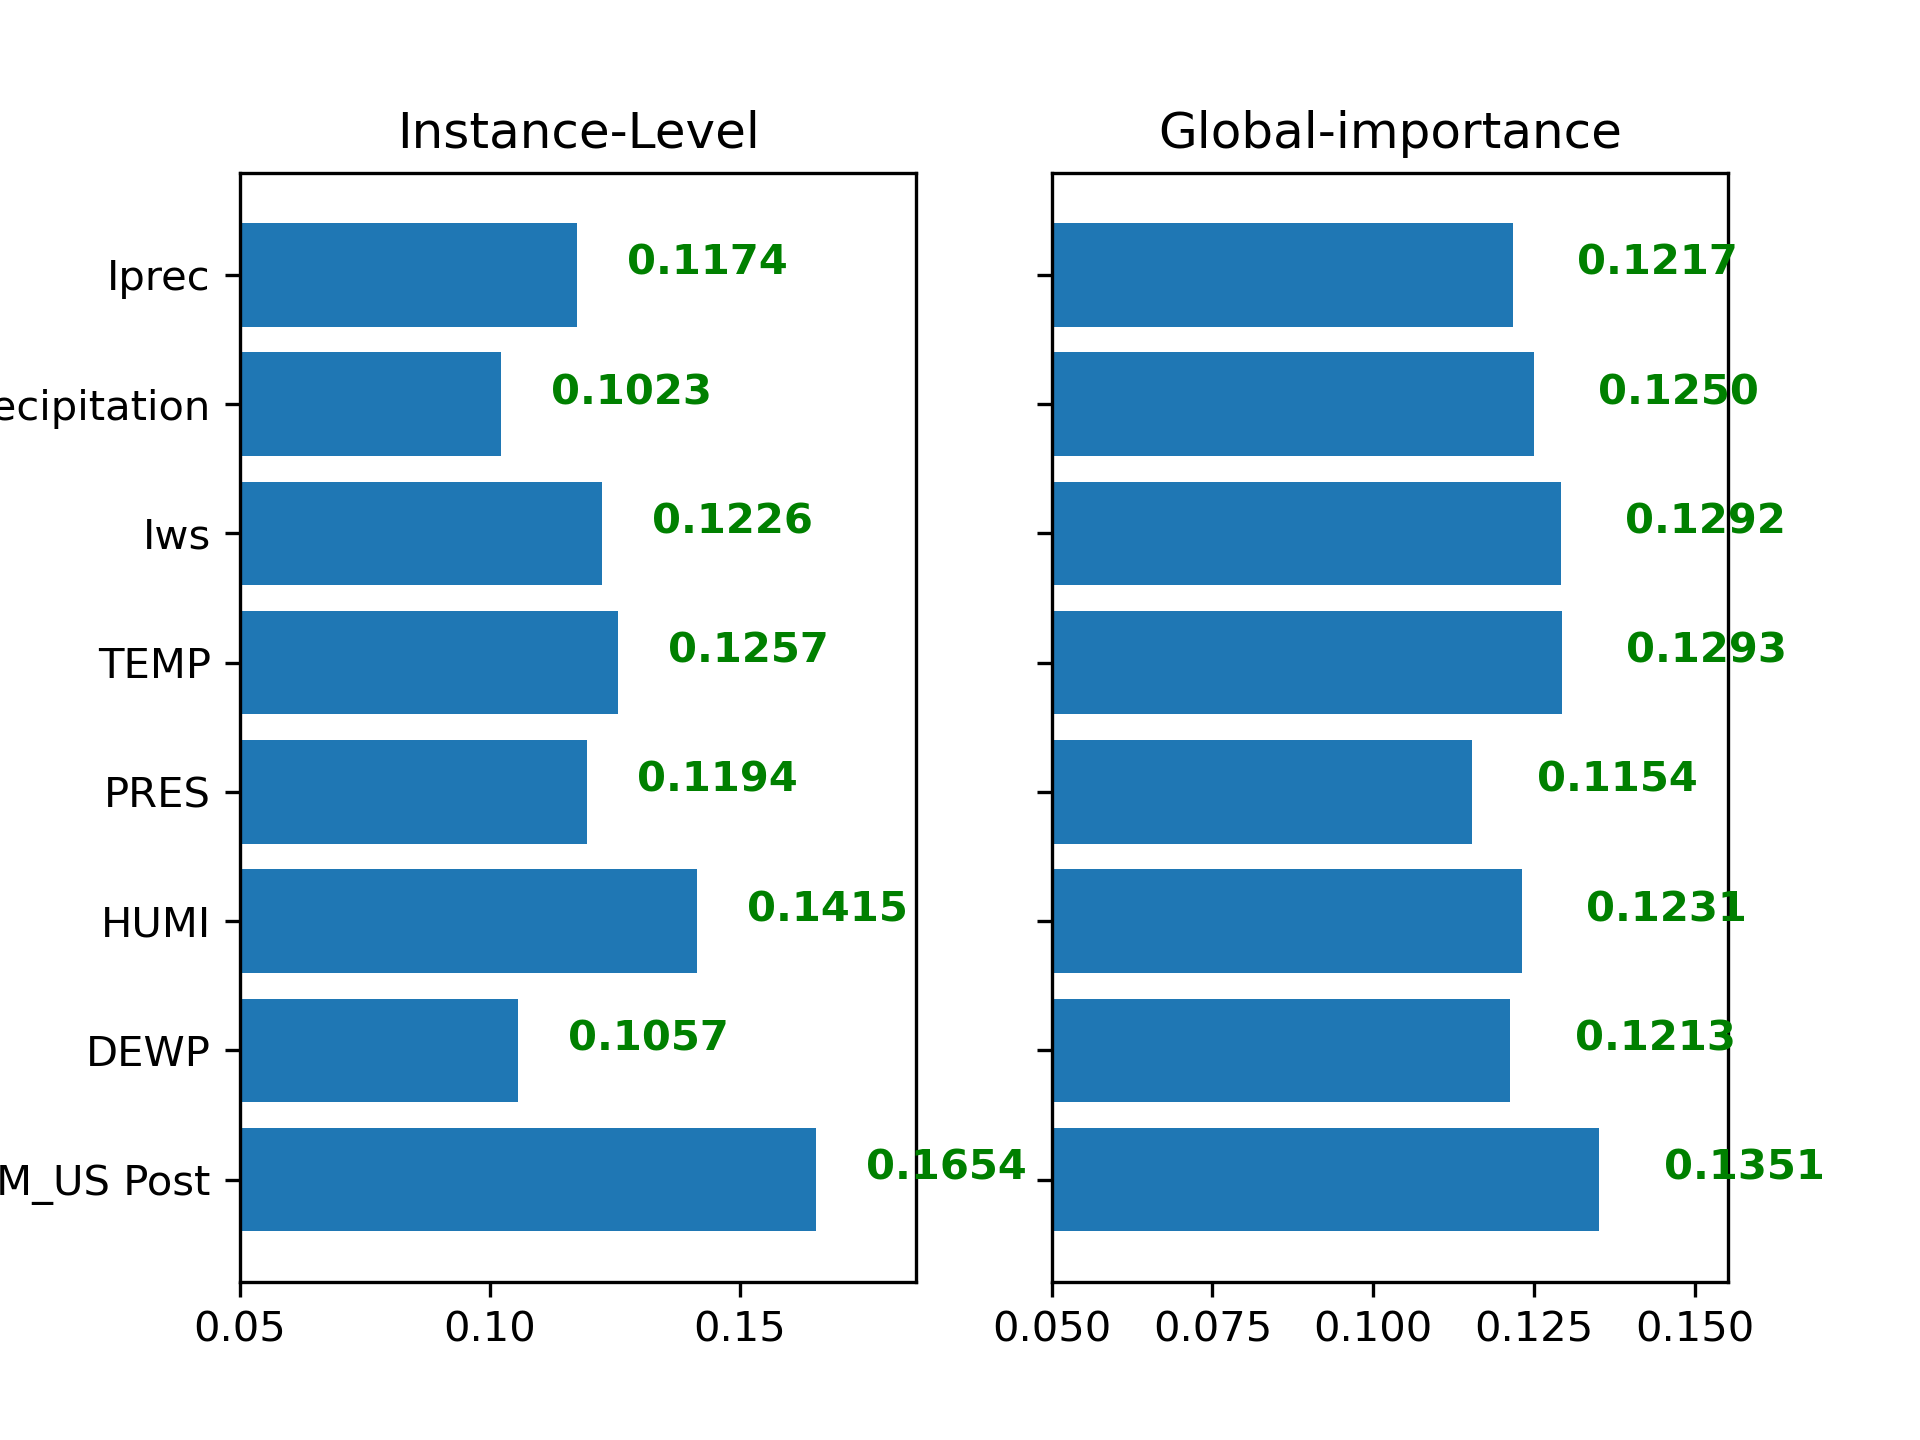 Instance-Level
Global-importance
Iprec
0.1174
0.1217
ecipitation
0.1023
0.1250
Iws
0.1226
0.1292
TEMP
0.1257
0.1293
PRES
0.1194
0.1154
HUMI
0.1415
0.1231
DEWP
0.1057
0.1213
M_US Post
0.1654
0.1351
0.05 0.10 0.15
0.050 0.075 0.100 0.125 0.150